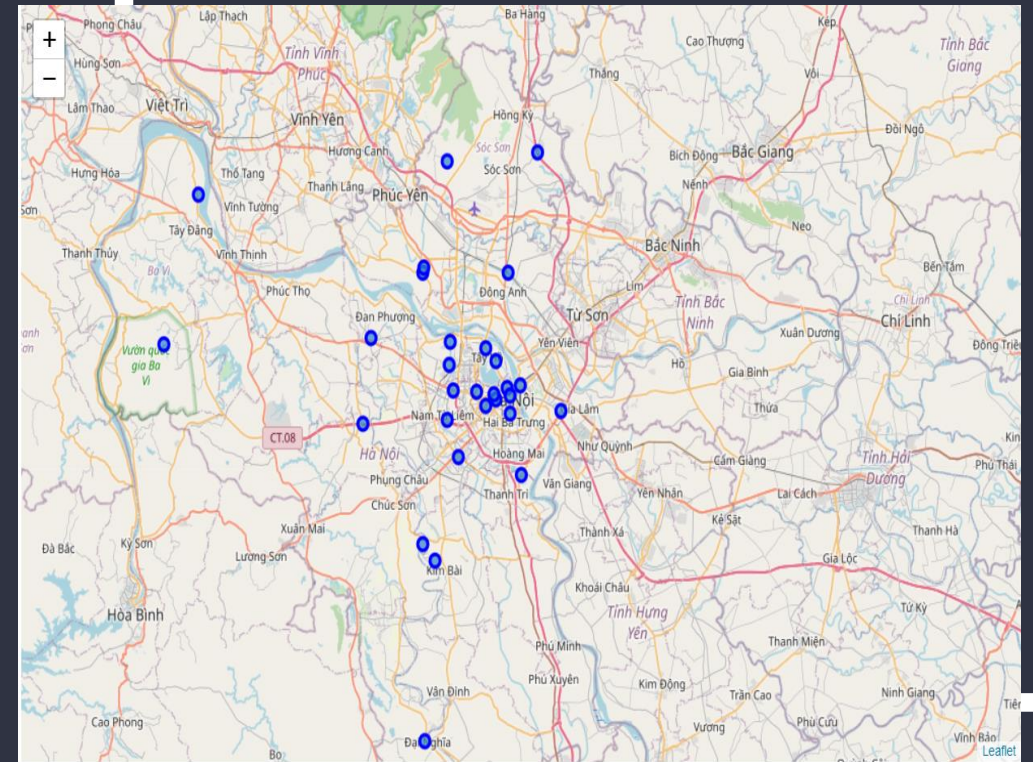 Phong Châu
Lập Thạch
Ba Hàng
Kép
+
−
Tỉnh Vĩnh
Phúc
Cao Thượng
Tỉnh Bắc
Giang
Hùng Sơn
Thắng
Vôi
Lâm Thao
Việt Trì
Vĩnh Yên
Hồng Kỳ
Đồi Ngô
Hương Canh
Sóc Sơn
Bích Động
Bắc Giang
Hưng Hóa
Thổ Tang
Sóc Sơn
Thanh Lãng
Phúc Yên
Nếnh
Vĩnh Tường
Sơn
Neo
Tây Đằng
Bắc Ninh
Thanh Thủy
Vĩnh Thịnh
Ba Vì
Bến Tắm
Phúc Thọ
Đông Anh
Lim
Chí Linh
Tỉnh Bắc
Ninh
Đan Phượng
Từ Sơn
Chí Linh
Xuân Dương
Yên Viên
Đông Triều
Vườn quốc
gia Ba
Vì
Tây
Hồ
Gia Bình
Nội
Thứa
Nam Từ Liêm
Hai Bà Trưng
Gia Lâm
CT.08
Hà Nội
Hoàng Mai
Như Quỳnh
Cẩm Giàng
Tỉnh Hải
Dương
Phú Thái
Phụng Châu
Văn Giang
Thanh Trì
Yên Nhân
Lai Cách
Chúc Sơn
Kẻ Sặt
Xuân Mai
Thành Xá
Thanh Hà
Đà Bắc
Kỳ Sơn
Lương Sơn
Kim Bài
Gia Lộc
Khoái Châu
Tứ Kỳ
Hòa Bình
Tỉnh Hưng
Yên
Phú Minh
Thanh Miện
Phú Xuyên
Kim Động
Vân Đình
Trần Cao
Ninh Giang
Cao Phong
Vương
Phù Cừ
Đại Nghĩa
Vĩnh Bảo
Bo
Leaflet